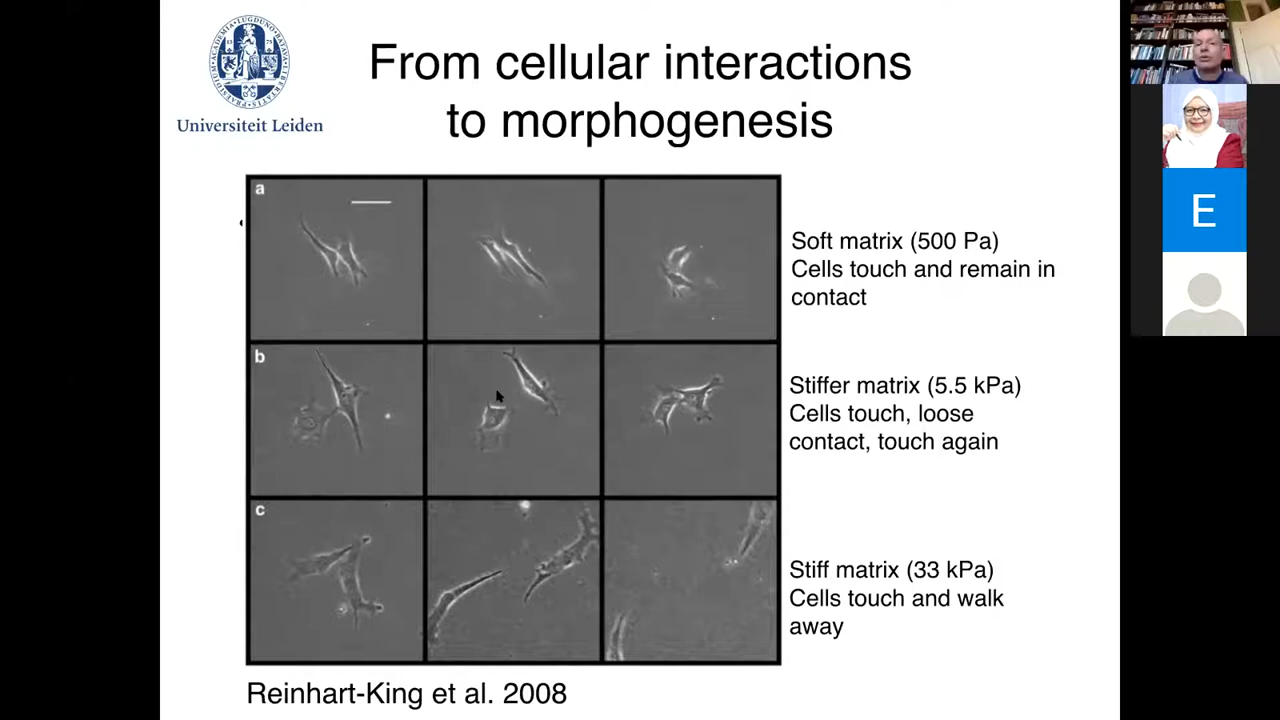 Universiteit Leiden
From cellular interactions
to morphogenesis
a
Soft matrix (500 Pa)
Cells touch and remain in
contact
b
Stiffer matrix (5.5 kPa)
Cells touch, loose
contact, touch again
c
Stiff matrix (33 kPa)
Cells touch and walk
away
Reinhart-King et al. 2008
E